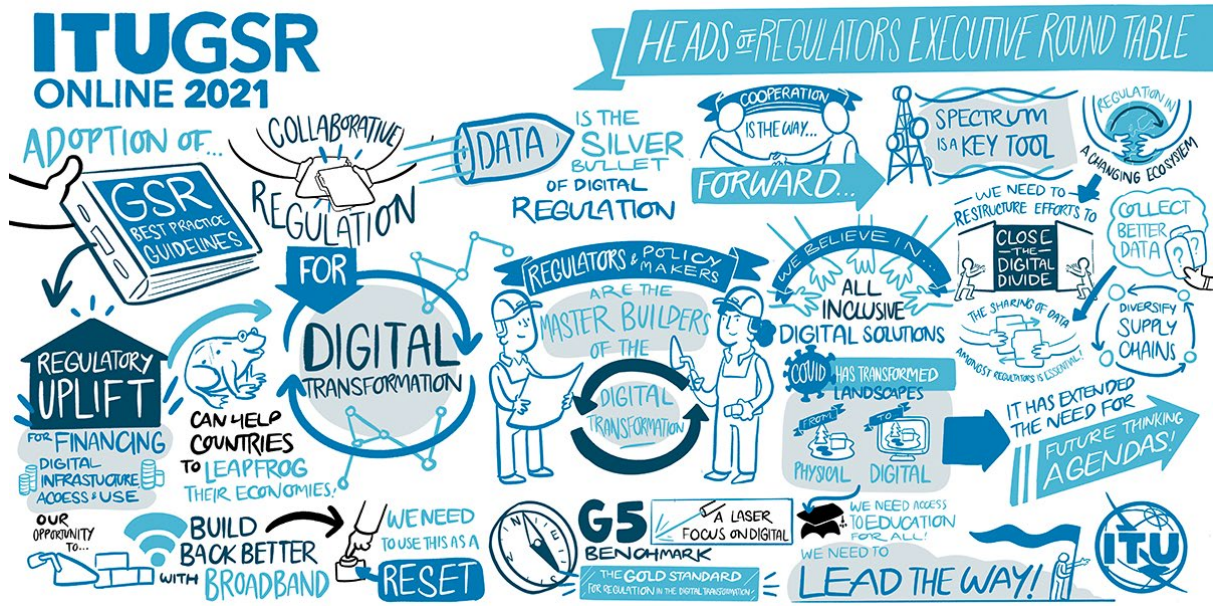 ITUGSR
ONLINE 2021
HEADS OF REGULATORS EXECUTIVE ROUND TABLE
ADOPTION OF...
GSR
BEST PRACTICE
GUIDELINES
COLLABORATIVE
REGULATION
FOR
DIGITAL
TRANSFORMATION
DATA
IS THE
SILVER
BULLET
OF DIGITAL
REGULATION
COOPERATION
IS THE WAY...
FORWARD...
SPECTRUM
IS A KEY TOOL
REGULATION IN
A CHANGING ECOSYSTEM
WE NEED TO
RESTRUCTURE EFFORTS TO
CLOSE
THE
DIGITAL
DIVIDE
COLLECT
BETTER
DATA
THE SHARING OF DATA
AMONGST REGULATORS IS ESSENTIAL!
DIVERSIFY
SUPPLY
CHAINS
REGULATORS & POLICY
MAKERS
ARE THE
MASTER BUILDERS
OF THE
DIGITAL
TRANSFORMATION
WE BELIEVE IN...
ALL
INCLUSIVE
DIGITAL SOLUTIONS
REGULATORY
UPLIFT
FOR FINANCING
DIGITAL
INFRASTUCTURE
ACCESS & USE
CAN HELP
COUNTRIES
TO LEAPFROG
THEIR ECONOMIES!
COVID HAS TRANSFORMED
LANDSCAPES
FROM
PHYSICAL
TO
DIGITAL
IT HAS EXTENDED
THE NEED FOR
FUTURE THINKING
AGENDAS!
OUR
OPPORTUNITY
TO...
BUILD
BACK BETTER
WITH BROADBAND
WE NEED
TO USE THIS AS A
RESET
N
E
S
G5
BENCHMARK
A LASER
FOCUS ON DIGITAL
THE GOLD STANDARD
FOR REGULATION IN THE DIGITAL TRANSFORMATION!
WE NEED ACCESS
TO EDUCATION
FOR ALL!
WE NEED TO
LEAD THE WAY!
ITU